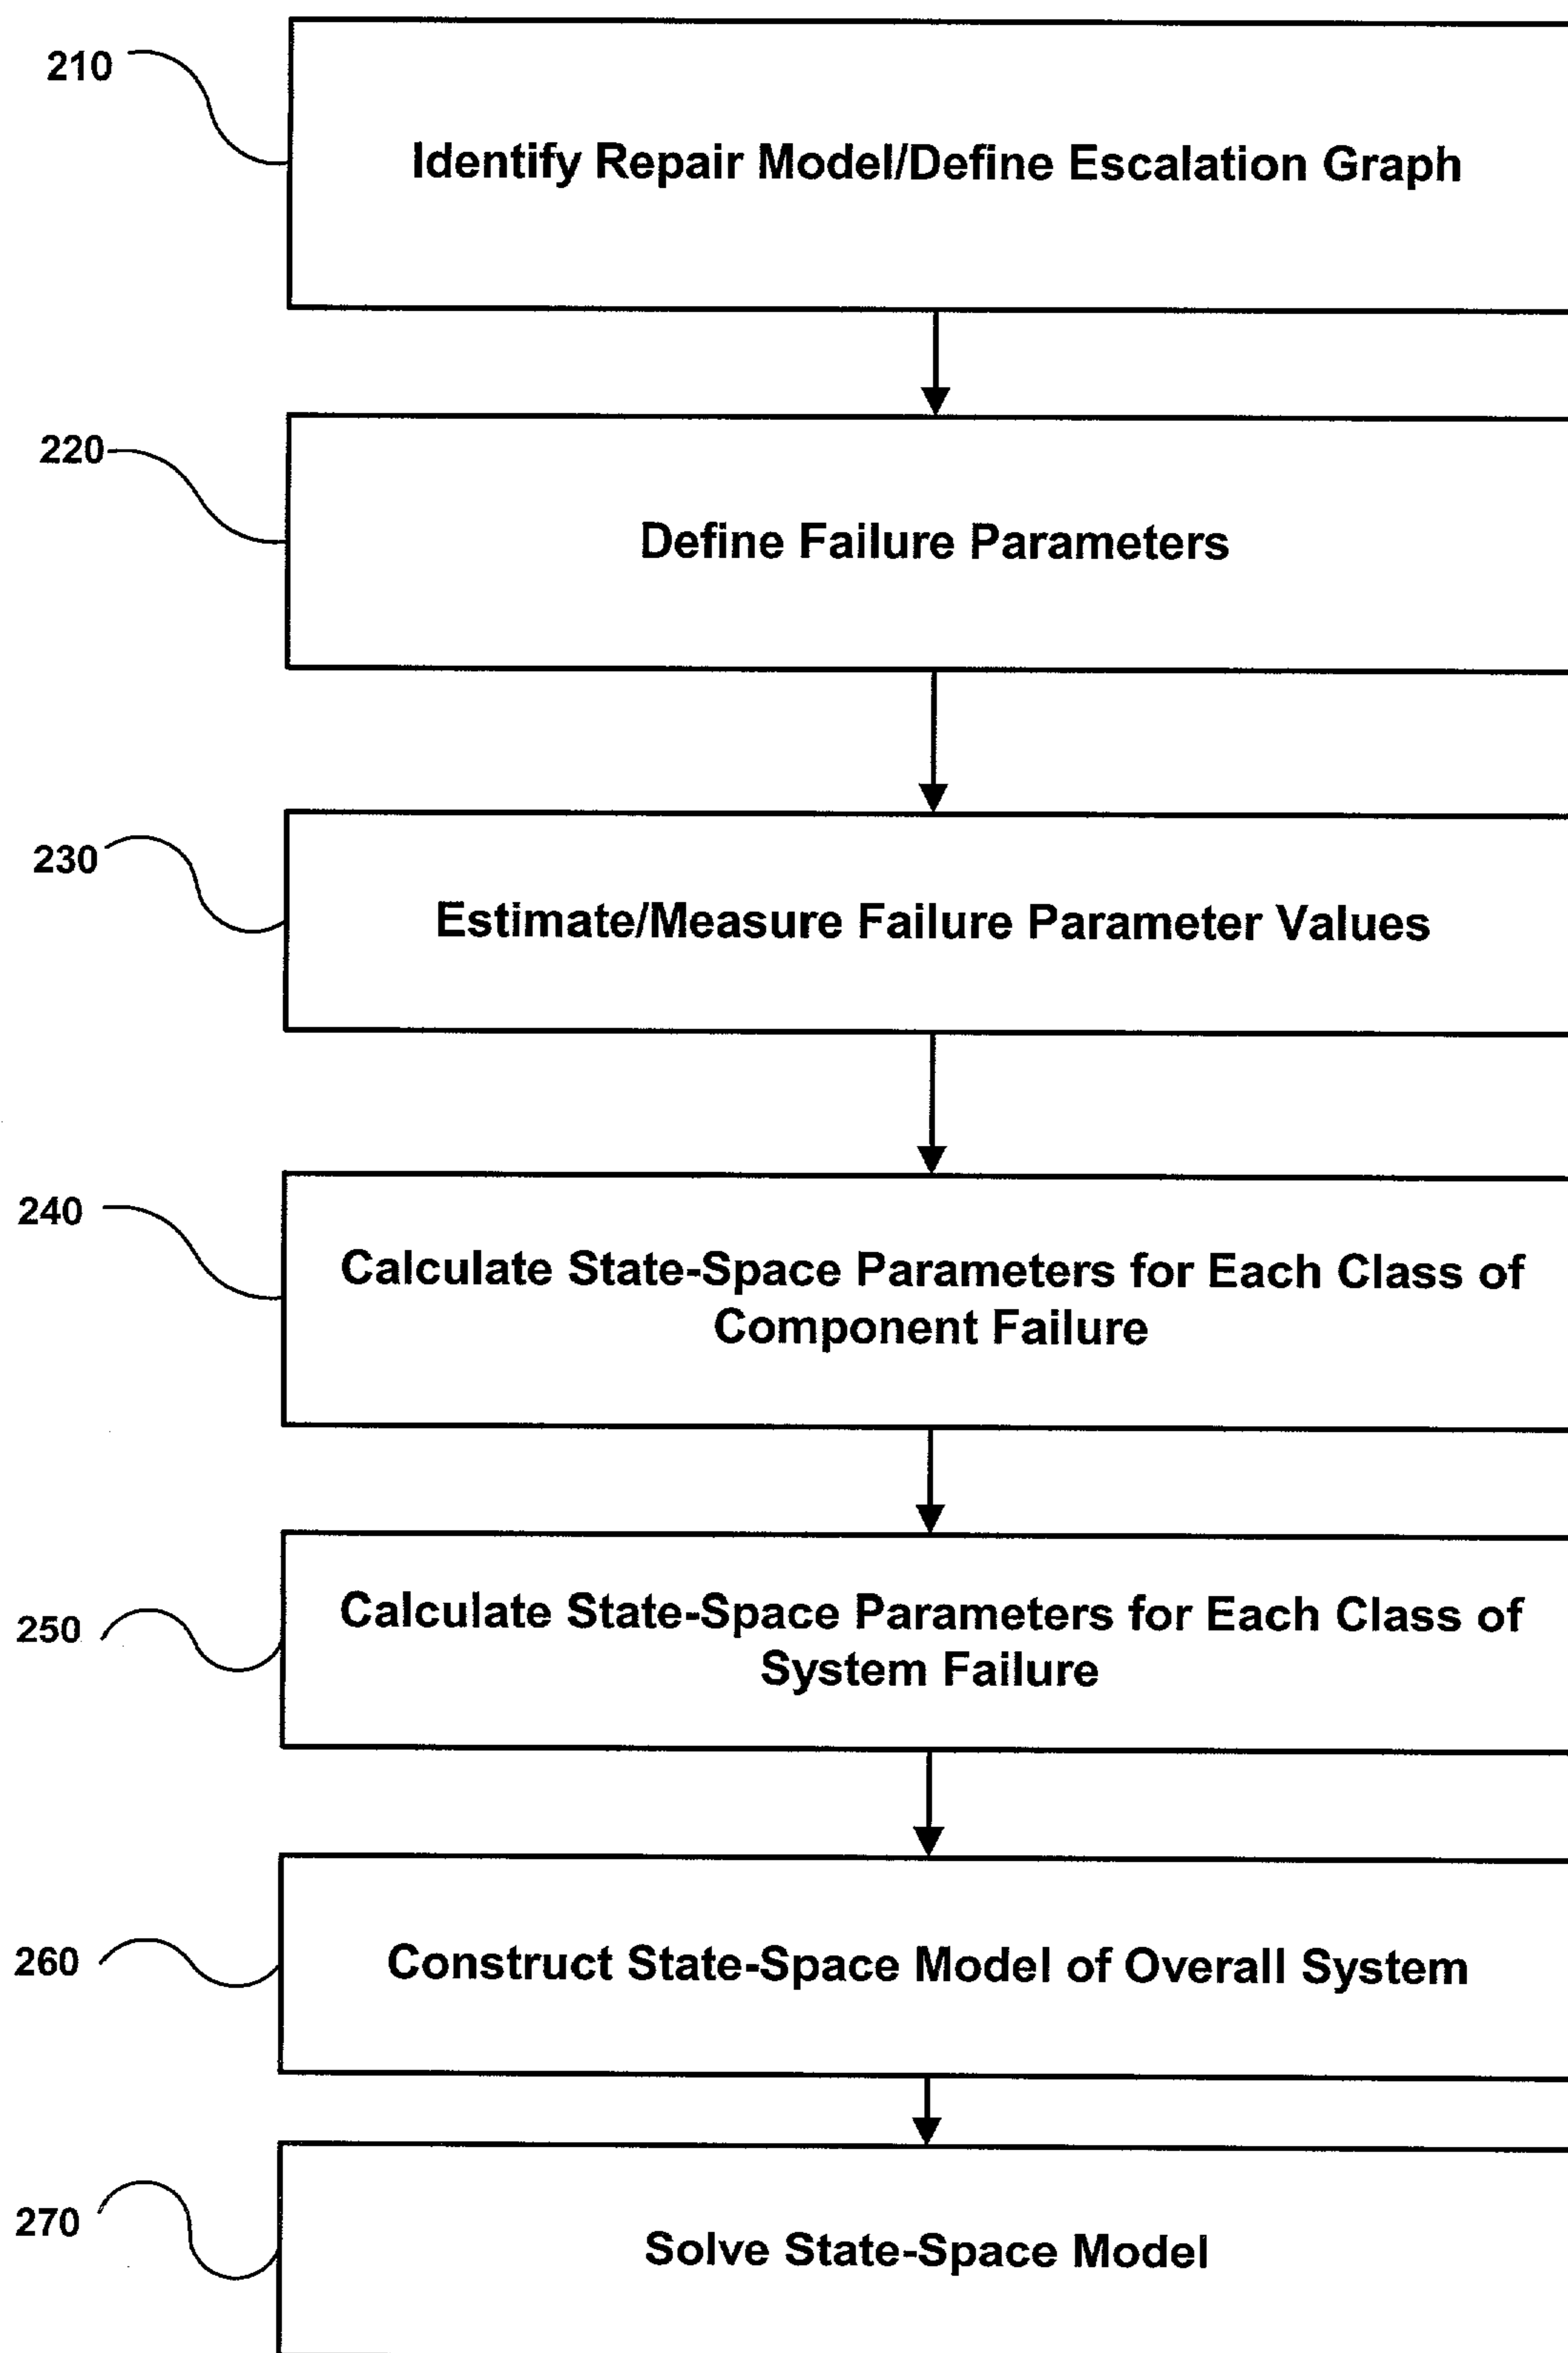 210
Identify Repair Model/Define Escalation Graph
220
Define Failure Parameters
230
Estimate/Measure Failure Parameter Values
240
Calculate State-Space Parameters for Each Class of
Component Failure
250
Calculate State-Space Parameters for Each Class of
System Failure
260
Construct State-Space Model of Overall System
270
Solve State-Space Model